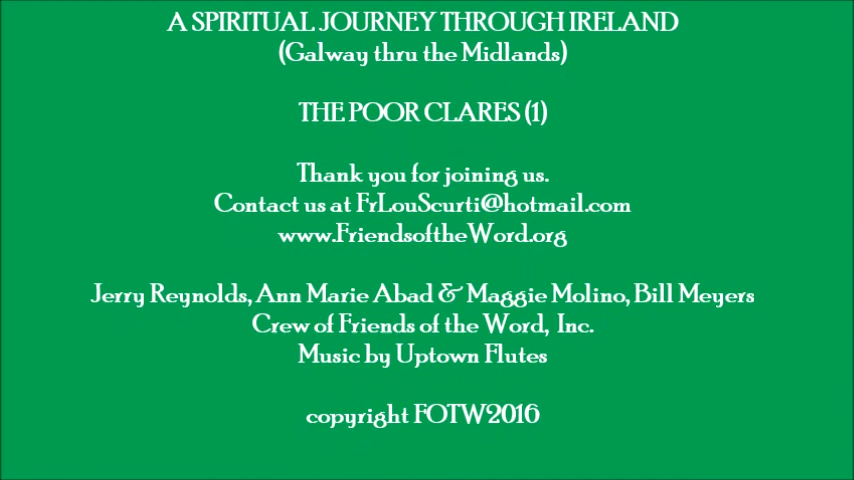 A SPIRITUAL JOURNEY THROUGH IRELAND
(Galway thru the Midlands)
THE POOR CLARES (1)
Thank you for joining us.
Contact us at FrLouScurti@hotmail.com
www.FriendsoftheWord.org
Jerry Reynolds, Ann Marie Abad & Maggie Molino, Bill Meyers
Crew of Friends of the Word, Inc.
Music by Uptown Flutes
copyright FOTW2016